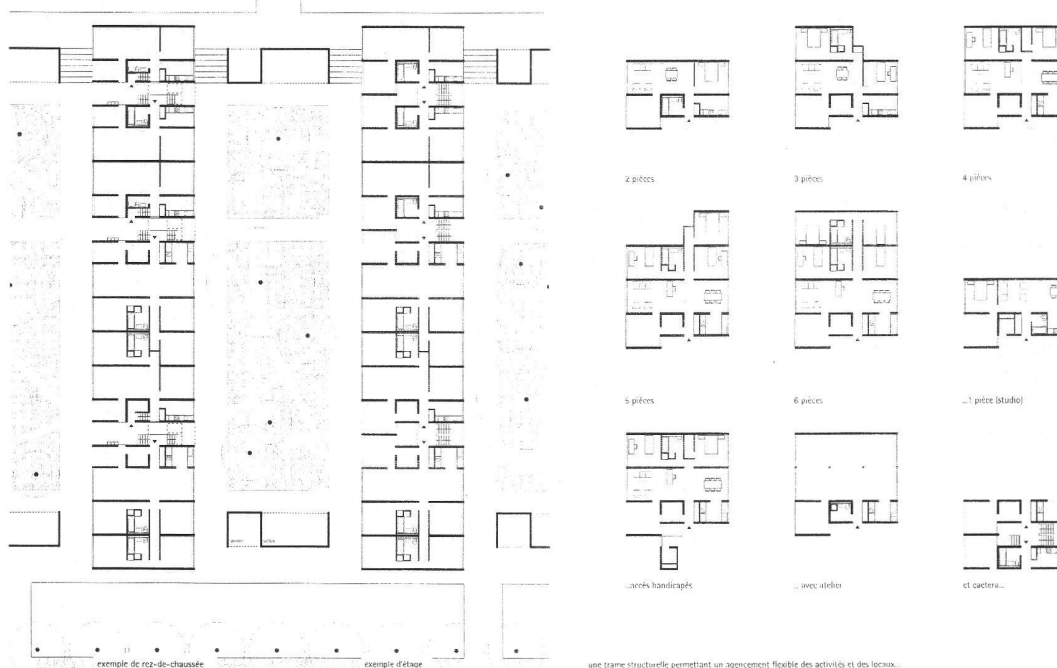 2 pièces
3 pièces
4 pièces
5 pièces
6 pièces
...1 pièce (studio)
...accès handicapés
... avec atelier
et caetera...
exemple de rez-de-chaussée
exemple d'étage
une trame structurelle permettant un agencement flexible des activités et des locaux...